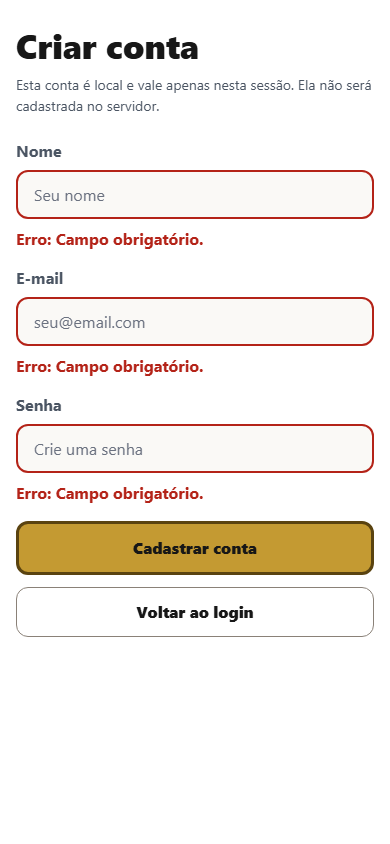 Criar conta
Esta conta é local e vale apenas nesta sessão. Ela não será
cadastrada no servidor.
Nome
Seu nome
Erro: Campo obrigatório.
E-mail
seu@email.com
Erro: Campo obrigatório.
Senha
Crie uma senha
Erro: Campo obrigatório.
Cadastrar conta
Voltar ao login